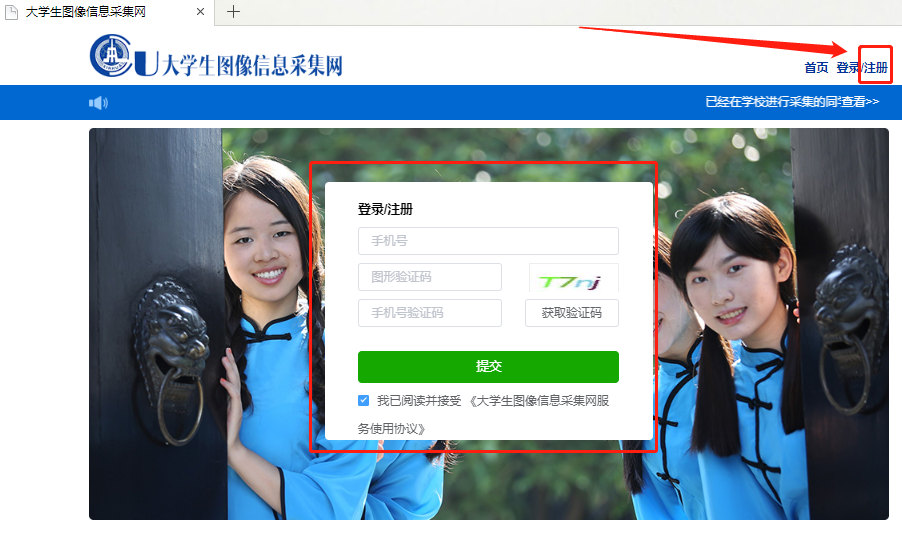 大学生图像信息采集网
大学生图像信息采集网
首页 登录/注册
已经在学校进行采集的同 查看>>
登录/注册
手机号
图形验证码
T7nj
手机号验证码 获取验证码
提交
我已阅读并接受 《大学生图像信息采集网服
务使用协议》